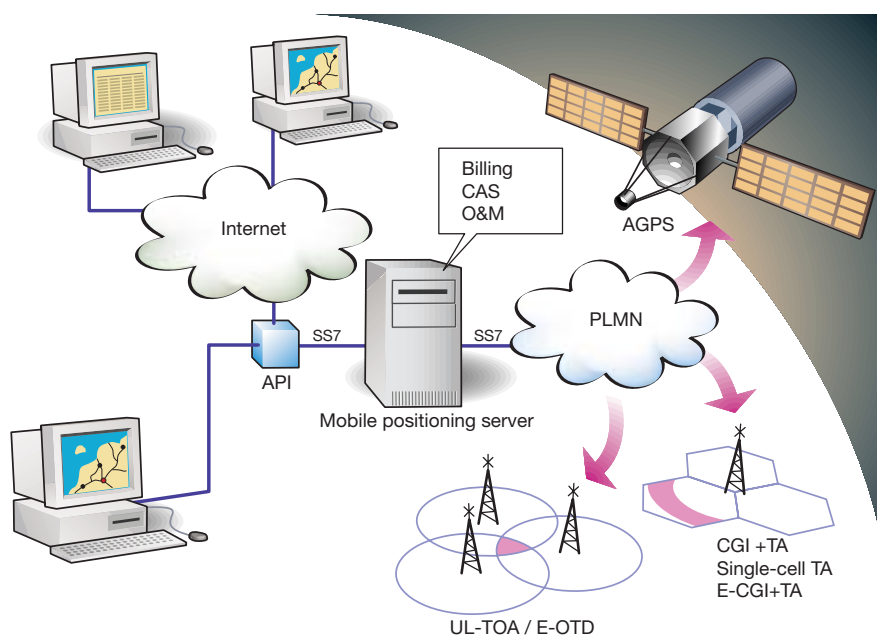 Billing
CAS
O&M
Internet
AGPS
SS7
SS7
PLMN
API
Mobile positioning server
CGI +TA
Single-cell TA
E-CGI+TA
UL-TOA / E-OTD